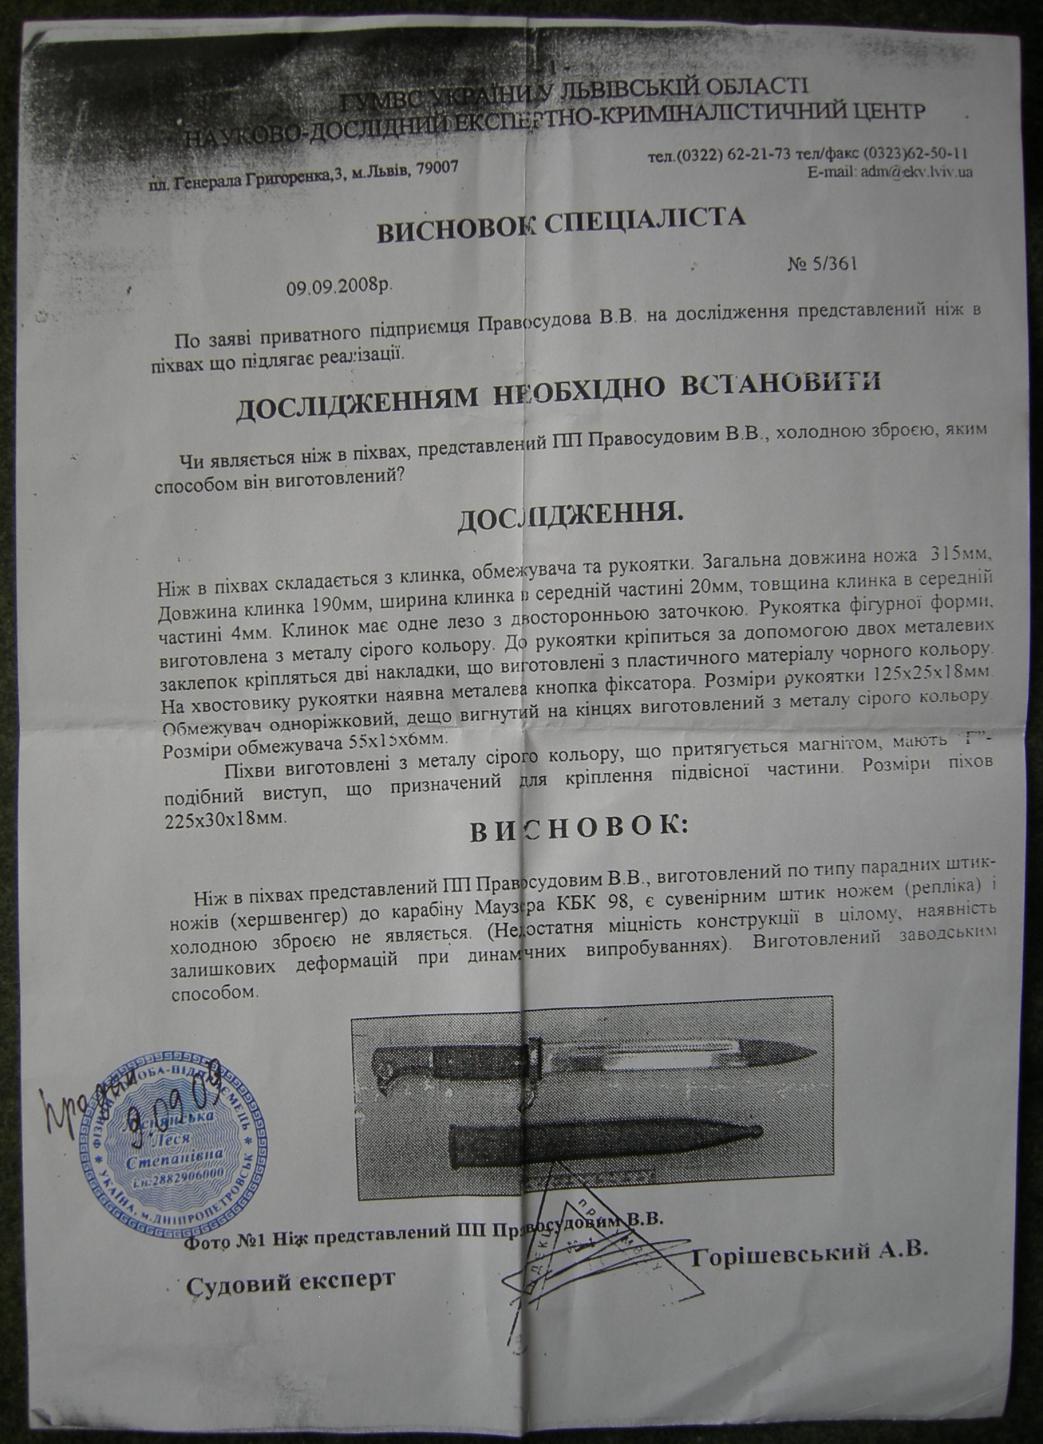 - 1 -
ГУМВС УКРАЇНИ У ЛЬВІВСЬКІЙ ОБЛАСТІ
НАУКОВО-ДОСЛІДНИЙ ЕКСПЕРТНО-КРИМІНАЛІСТИЧНИЙ ЦЕНТР
пл. Генерала Григоренка,3, м.Львів, 79007
тел.(0322) 62-21-73 тел/факс (0323)62-50-11
E-mail: adm@ekv.lviv.ua
ВИСНОВОК СПЕЦІАЛІСТА
09.09.2008р.
№ 5/361
По заяві приватного підприємця Правосудова В.В. на дослідження представлений ніж в
піхвах що підлягає реалізації.
ДОСЛІДЖЕННЯМ НЕОБХІДНО ВСТАНОВИТИ
Чи являється ніж в піхвах, представлений ПП Правосудовим В.В., холодною зброєю, яким
способом він виготовлений?
ДОСЛІДЖЕННЯ.
Ніж в піхвах складається з клинка, обмежувача та рукоятки. Загальна довжина ножа 315мм.
Довжина клинка 190мм, ширина клинка в середній частині 20мм, товщина клинка в середній
частині 4мм. Клинок має одне лезо з двосторонньою заточкою. Рукоятка фігурної форми,
виготовлена з металу сірого кольору. До рукоятки кріпиться за допомогою двох металевих
заклепок кріпляться дві накладки, що виготовлені з пластичного матеріалу чорного кольору.
На хвостовику рукоятки наявна металева кнопка фіксатора. Розміри рукоятки 125х25х18мм.
Обмежувач одноріжковий, дещо вигнутий на кінцях виготовлений з металу сірого кольору.
Розміри обмежувача 55х15х6мм.
Піхви виготовлені з металу сірого кольору, що притягується магнітом, мають "Г"-
подібний виступ, що призначений для кріплення підвісної частини. Розміри піхов
225х30х18мм.
ВИСНОВОК:
Ніж в піхвах представлений ПП Правосудовим В.В., виготовлений по типу парадних штик-
ножів (хершвенгер) до карабіну Маузера КБК 98, є сувенірним штик ножем (репліка) і
холодною зброєю не являється. (Недостатня міцність конструкції в цілому, наявність
залишкових деформацій при динамічних випробуваннях). Виготовлений заводським
способом.
ФІЗИЧНА ОСОБА-ПІДПРИЄМЕЦЬ
Леся
Степанівна
і.н.2882906000
УКАЇНА, м.ДНІПРОПЕТРОВСЬК
9.09.09
Фото №1 Ніж представлений ПП Правосудовим В.В.
Судовий експерт
Горішевський А.В.